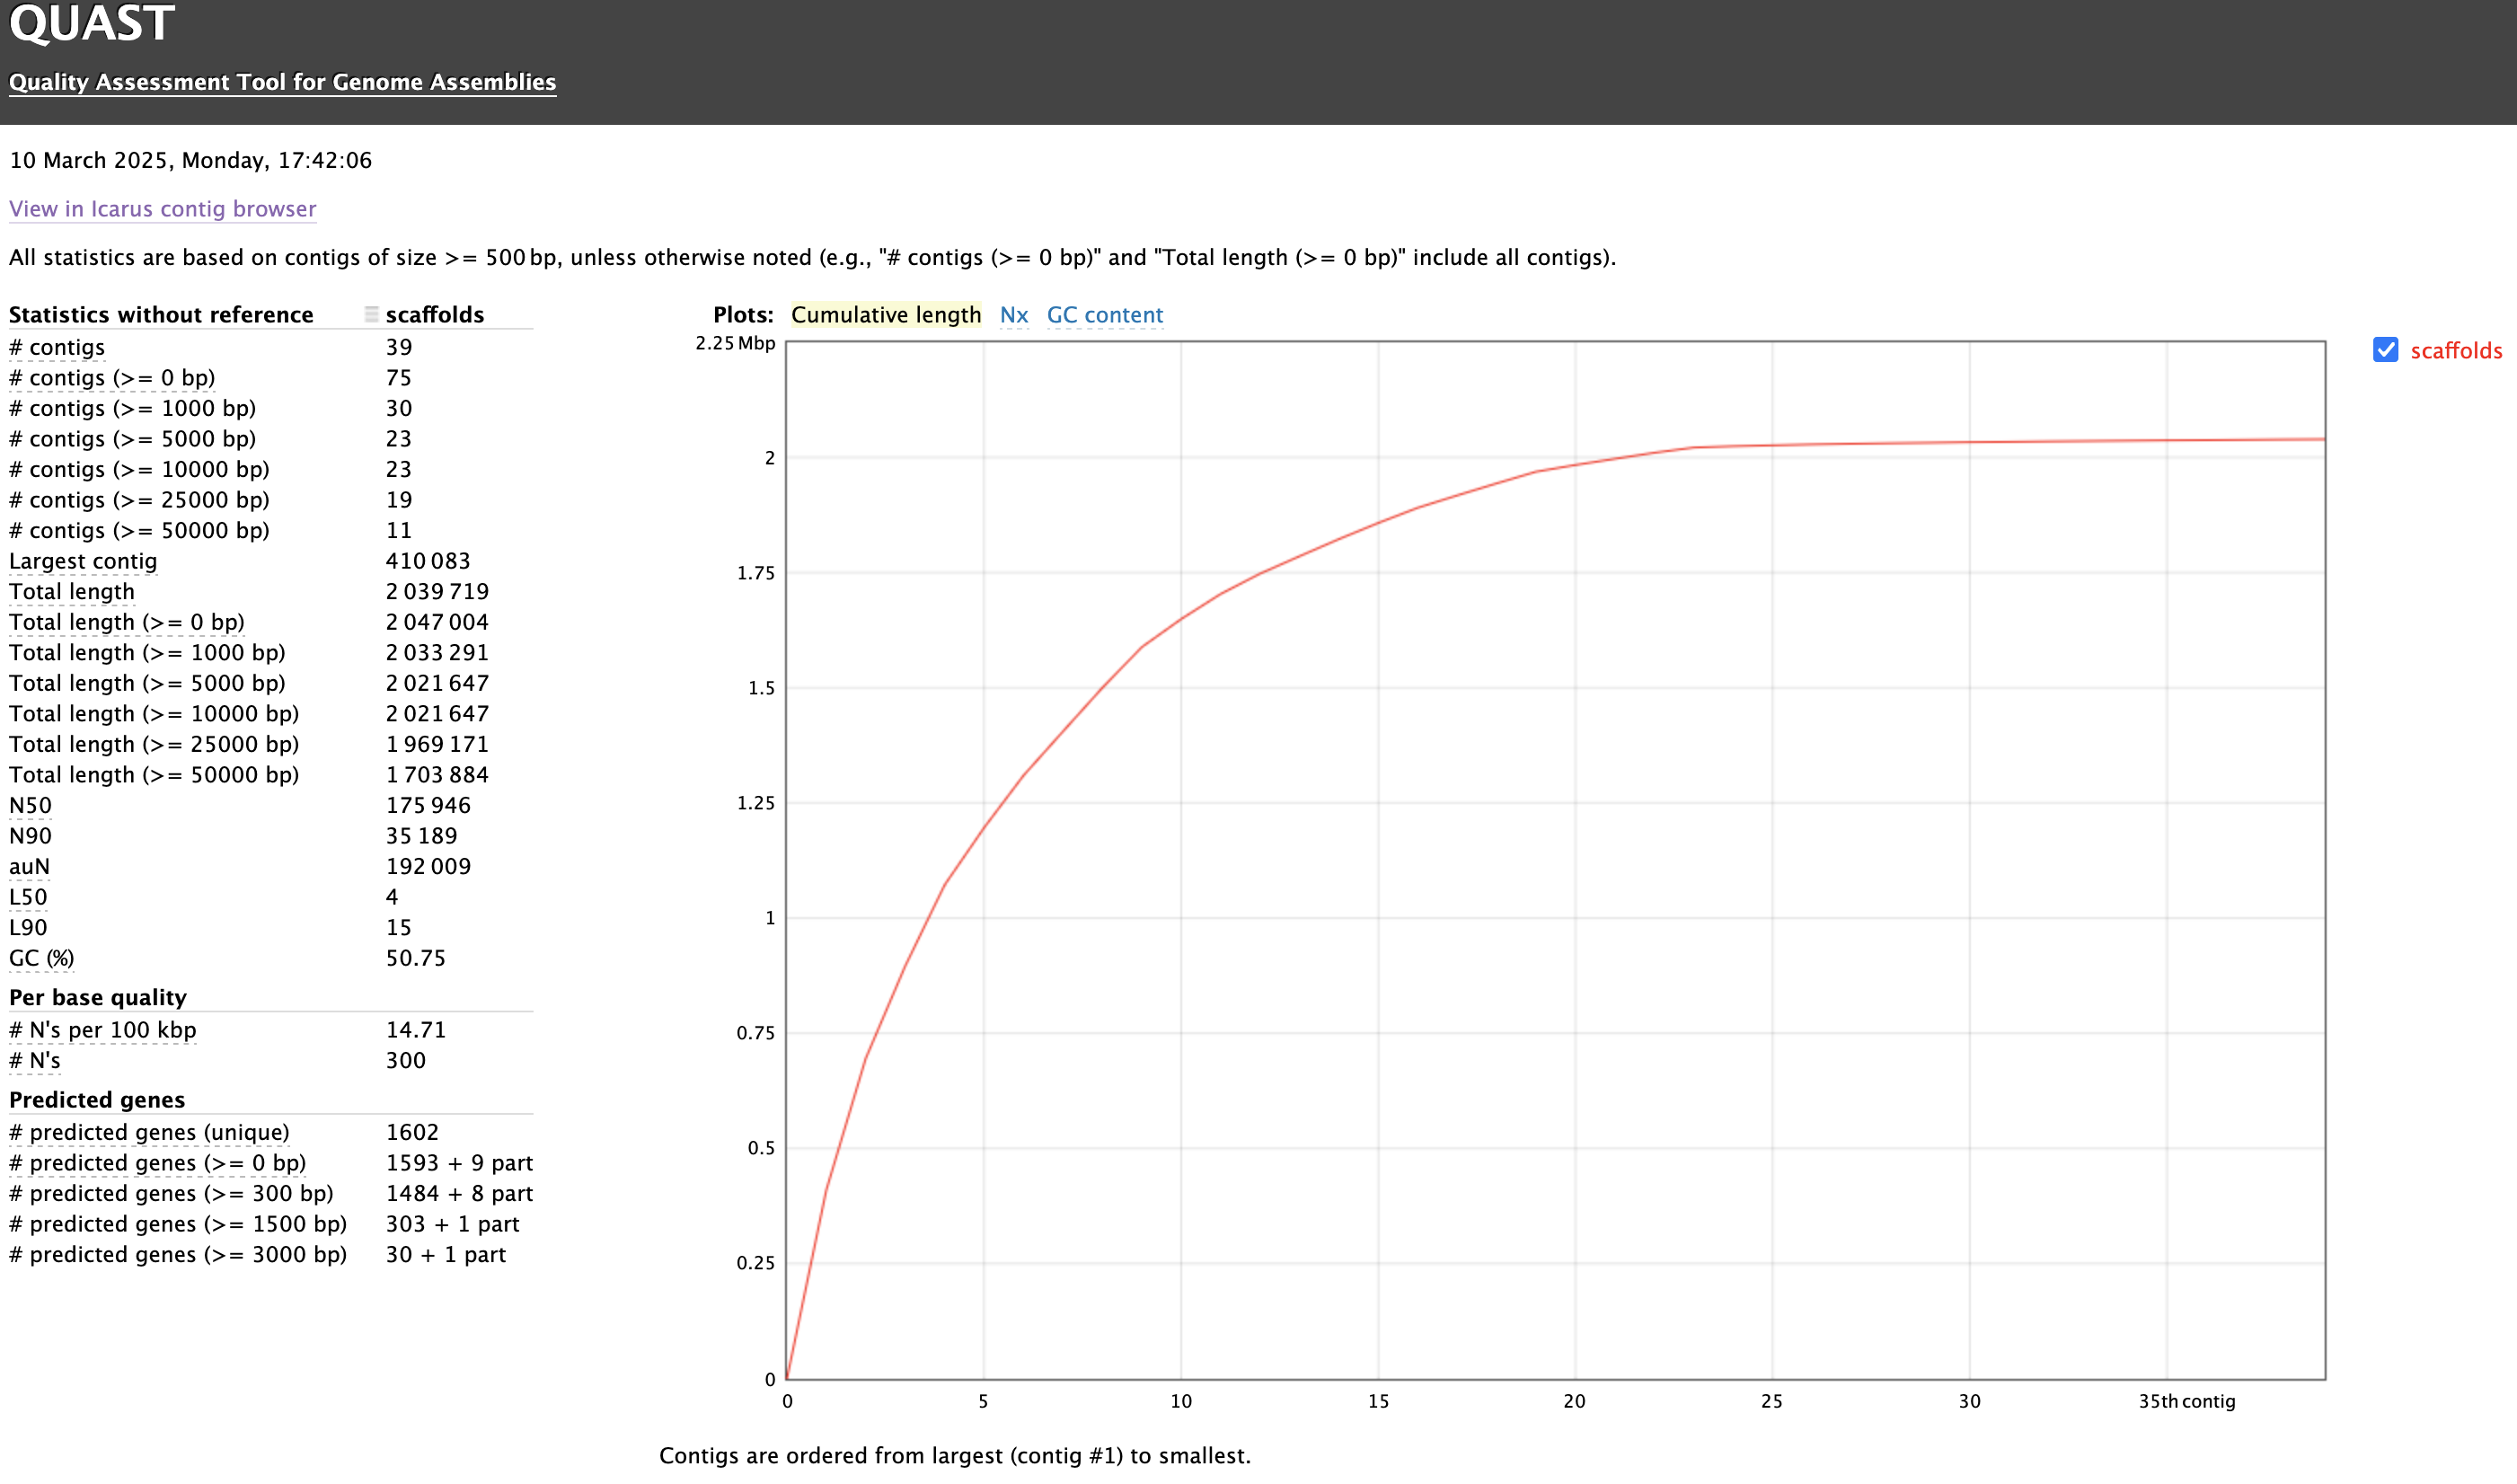 QUAST
Quality Assessment Tool for Genome Assemblies
10 March 2025, Monday, 17:42:06
View in Icarus contig browser
All statistics are based on contigs of size >= 500 bp, unless otherwise noted (e.g., "# contigs (>= 0 bp)" and "Total length (>= 0 bp)" include all contigs).
Statistics without reference scaffolds
# contigs 39
# contigs (>= 0 bp) 75
# contigs (>= 1000 bp) 30
# contigs (>= 5000 bp) 23
# contigs (>= 10000 bp) 23
# contigs (>= 25000 bp) 19
# contigs (>= 50000 bp) 11
Largest contig 410 083
Total length 2 039 719
Total length (>= 0 bp) 2 047 004
Total length (>= 1000 bp) 2 033 291
Total length (>= 5000 bp) 2 021 647
Total length (>= 10000 bp) 2 021 647
Total length (>= 25000 bp) 1 969 171
Total length (>= 50000 bp) 1 703 884
N50 175 946
N90 35 189
auN 192 009
L50 4
L90 15
GC (%) 50.75
Per base quality
# N's per 100 kbp 14.71
# N's 300
Predicted genes
# predicted genes (unique) 1602
# predicted genes (>= 0 bp) 1593 + 9 part
# predicted genes (>= 300 bp) 1484 + 8 part
# predicted genes (>= 1500 bp) 303 + 1 part
# predicted genes (>= 3000 bp) 30 + 1 part
Plots: Cumulative length Nx GC content
2.25 Mbp
2
1.75
1.5
1.25
1
0.75
0.5
0.25
0
0 5 10 15 20 25 30 35th contig
scaffolds
Contigs are ordered from largest (contig #1) to smallest.